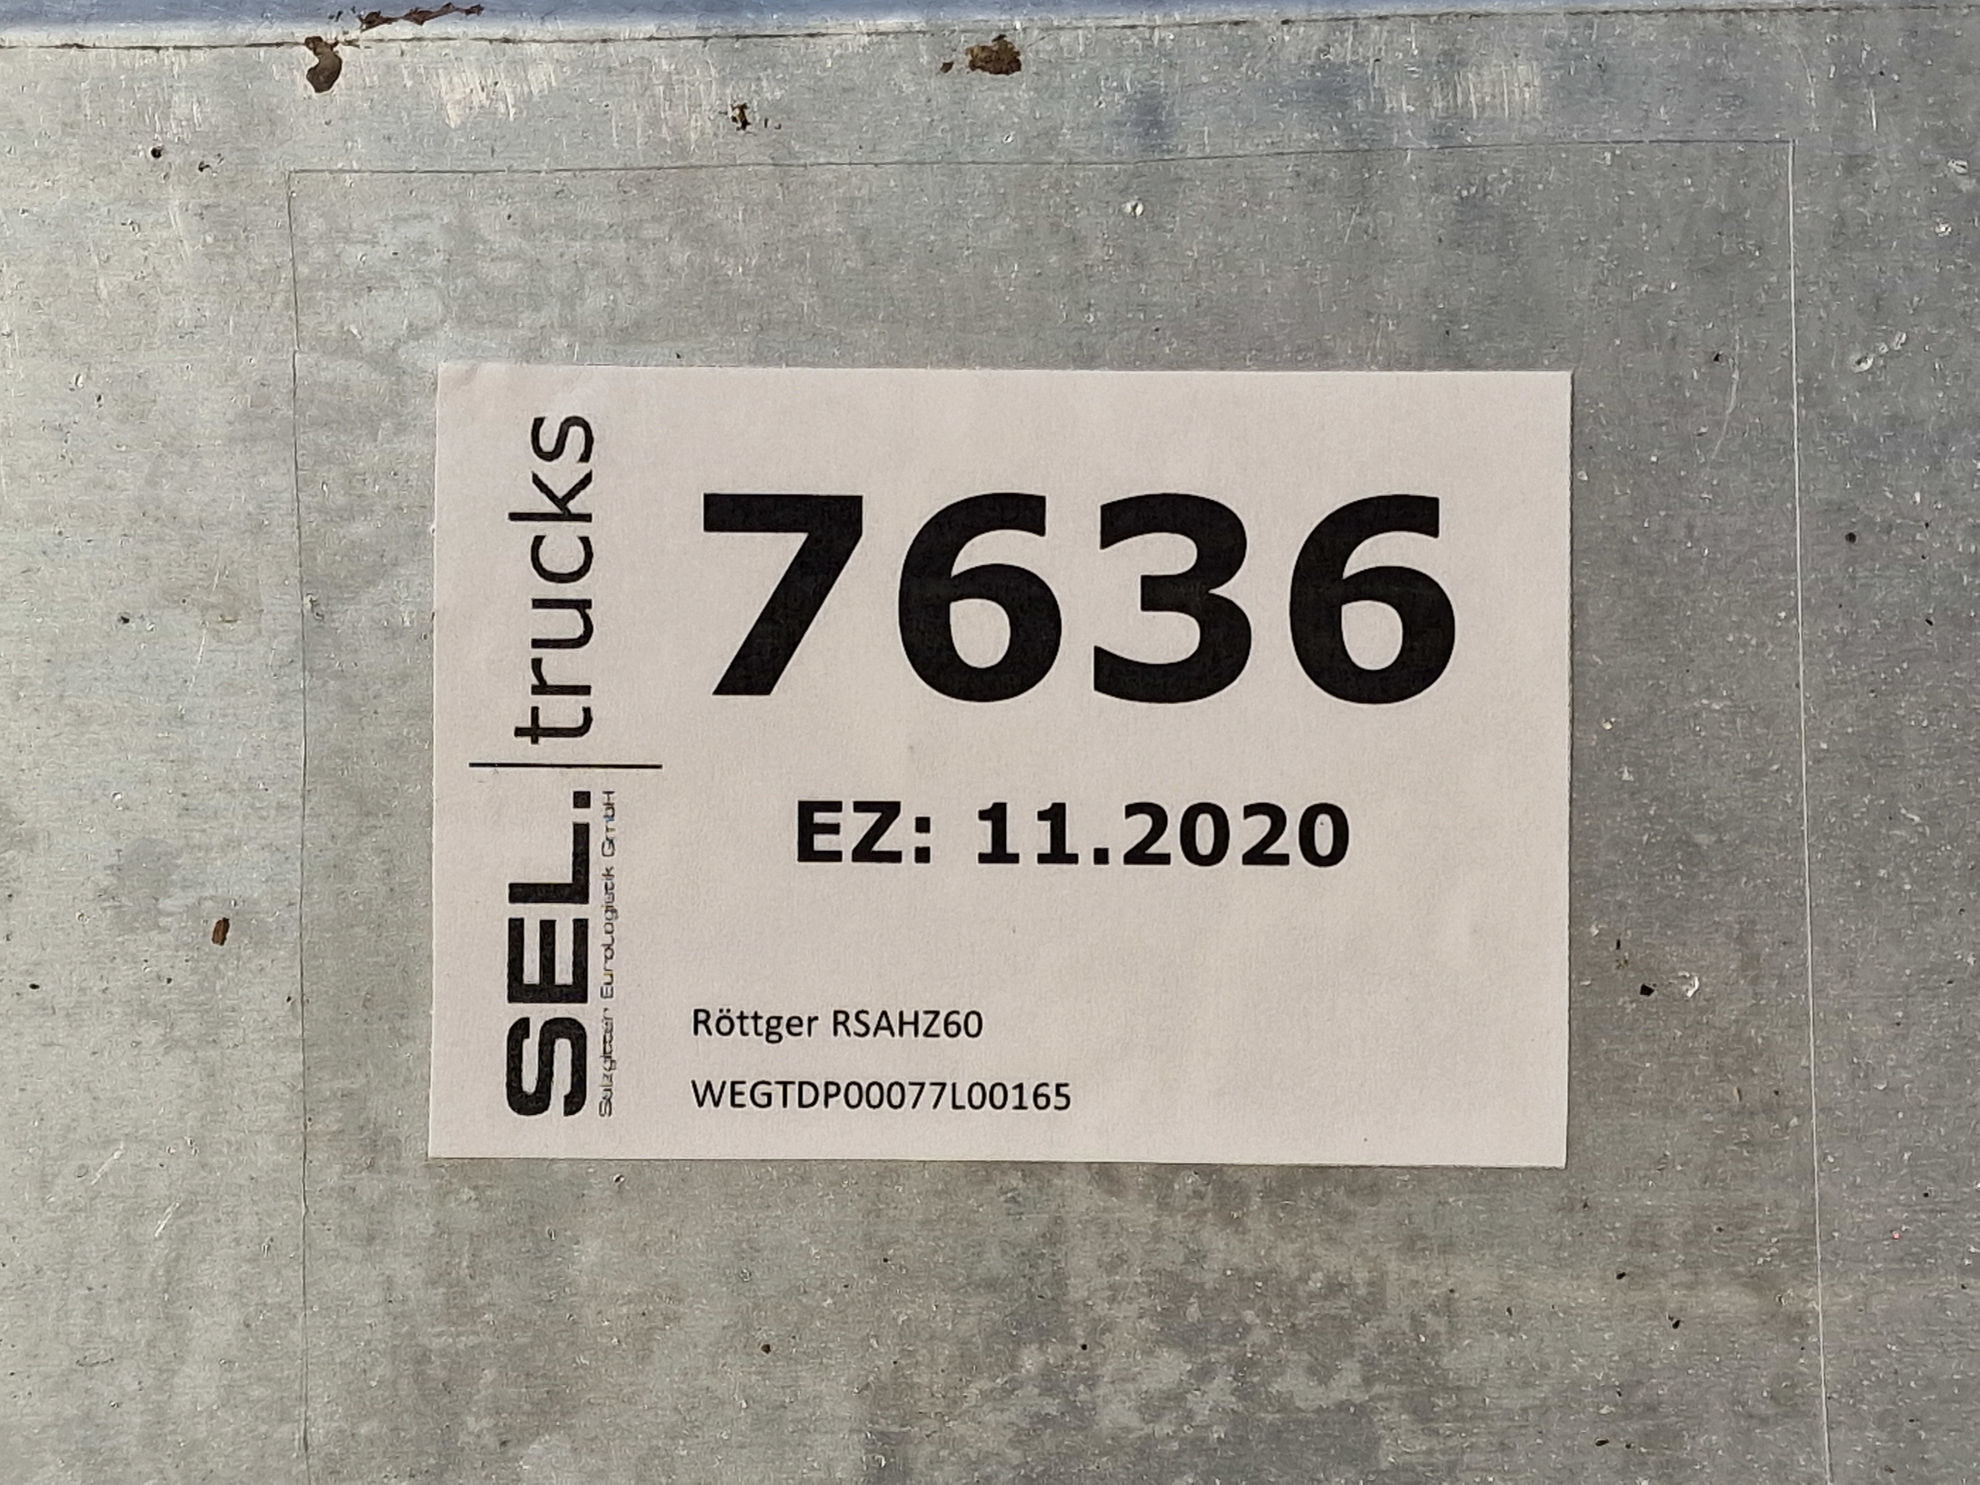 SEL. | trucks
Salzgitter EuroLogistik GmbH
7636
EZ: 11.2020
Röttger RSAHZ60
WEGTDP00077L00165